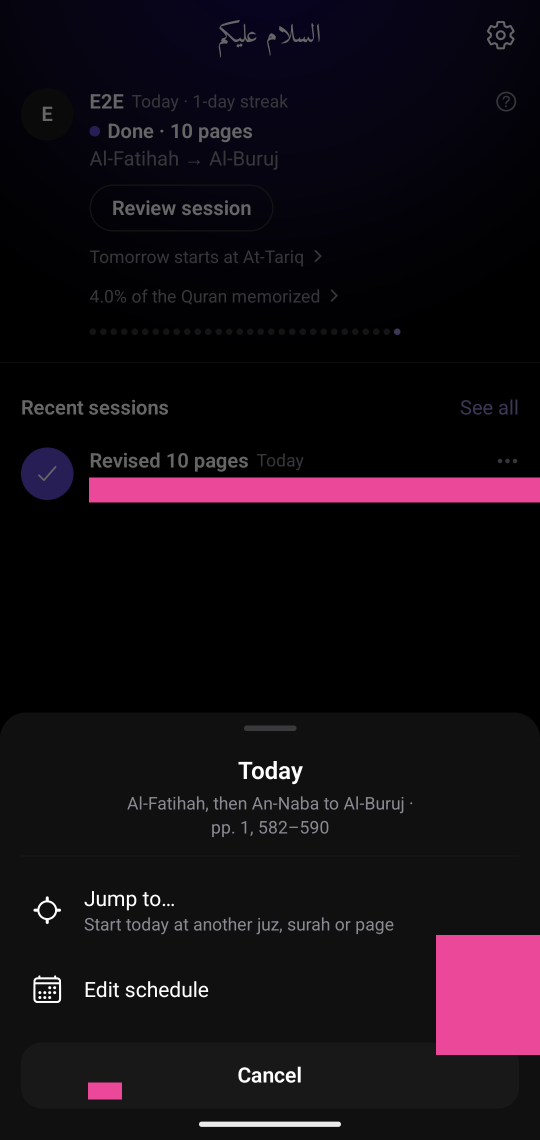 السلام عليكم
E
E2E Today · 1-day streak
Done · 10 pages
Al-Fatihah → Al-Buruj
Review session
Tomorrow starts at At-Tariq
4.0% of the Quran memorized
Recent sessions See all
Revised 10 pages Today
Today
Al-Fatihah, then An-Naba to Al-Buruj ·
pp. 1, 582–590
Jump to…
Start today at another juz, surah or page
Edit schedule
Cancel